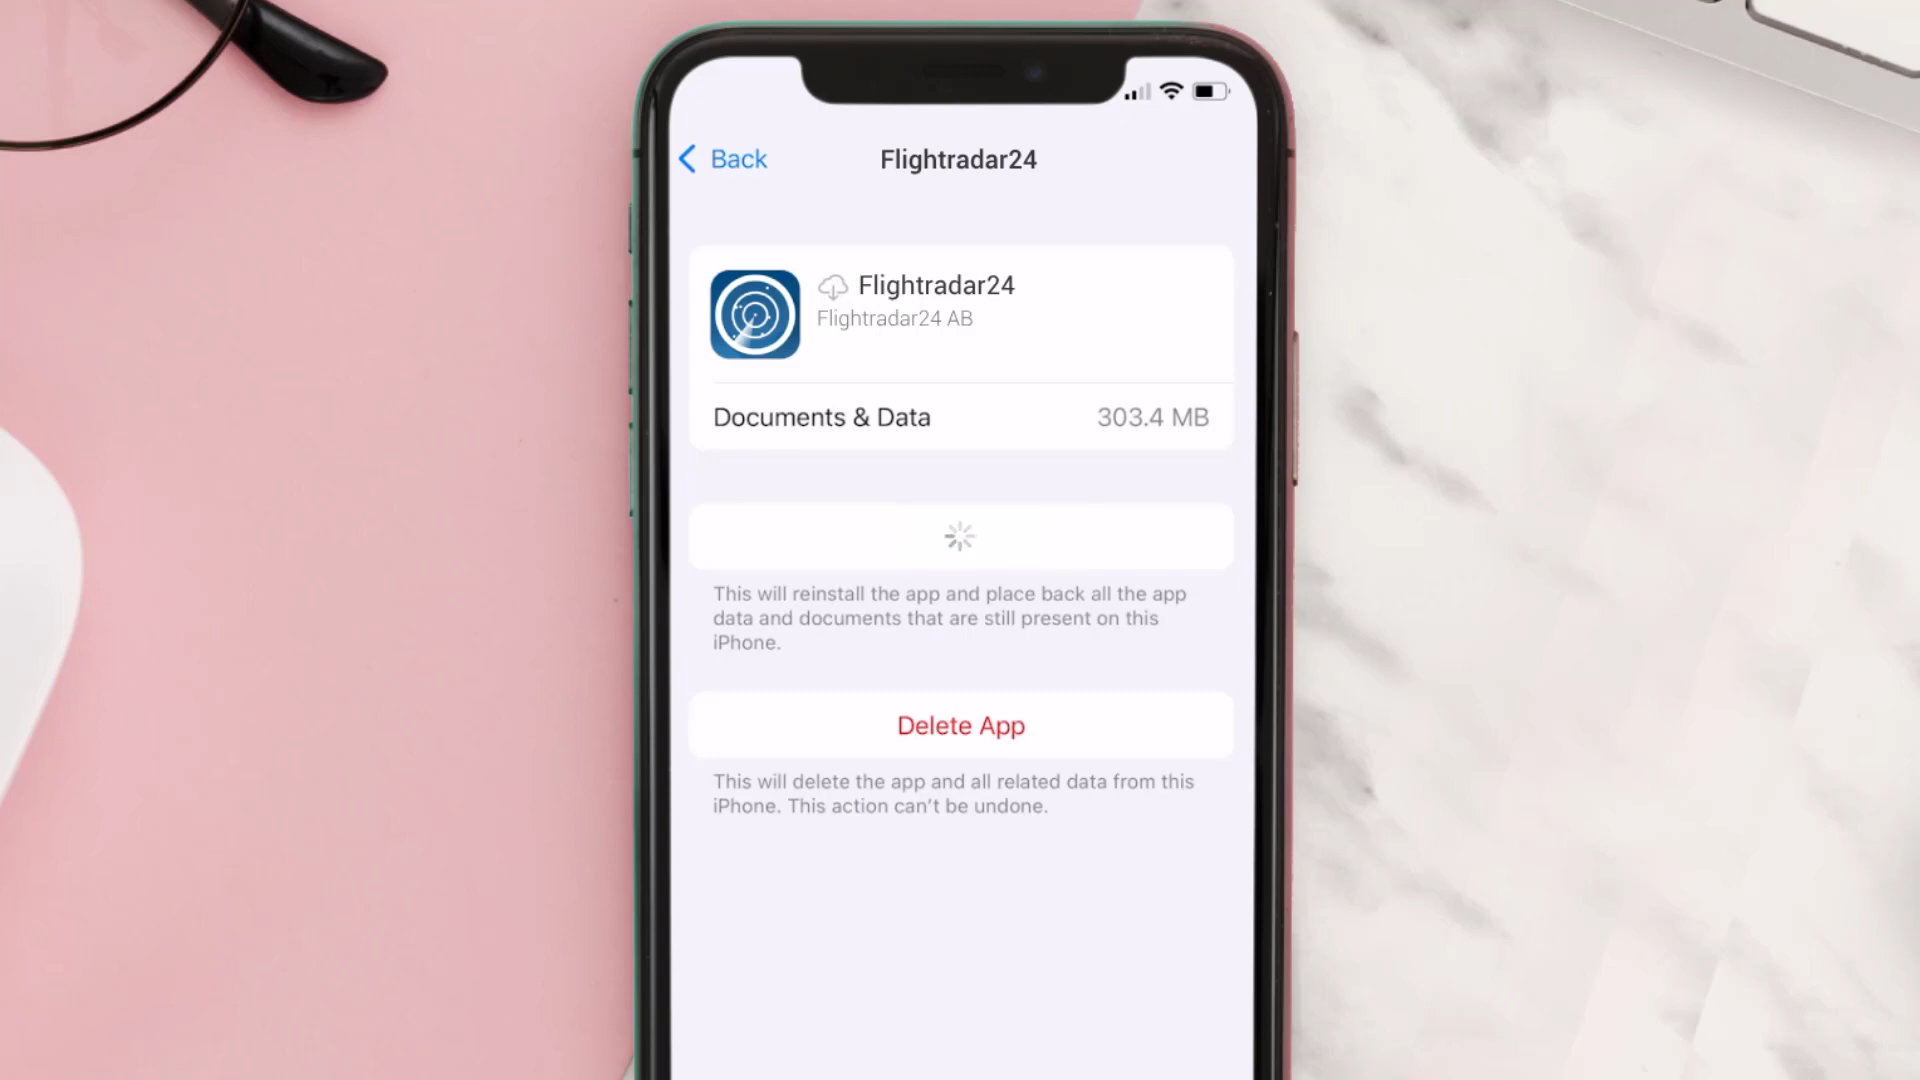 Back
Flightradar24
Flightradar24
Flightradar24 AB
Documents & Data 303.4 MB
This will reinstall the app and place back all the app
data and documents that are still present on this
iPhone.
Delete App
This will delete the app and all related data from this
iPhone. This action can't be undone.